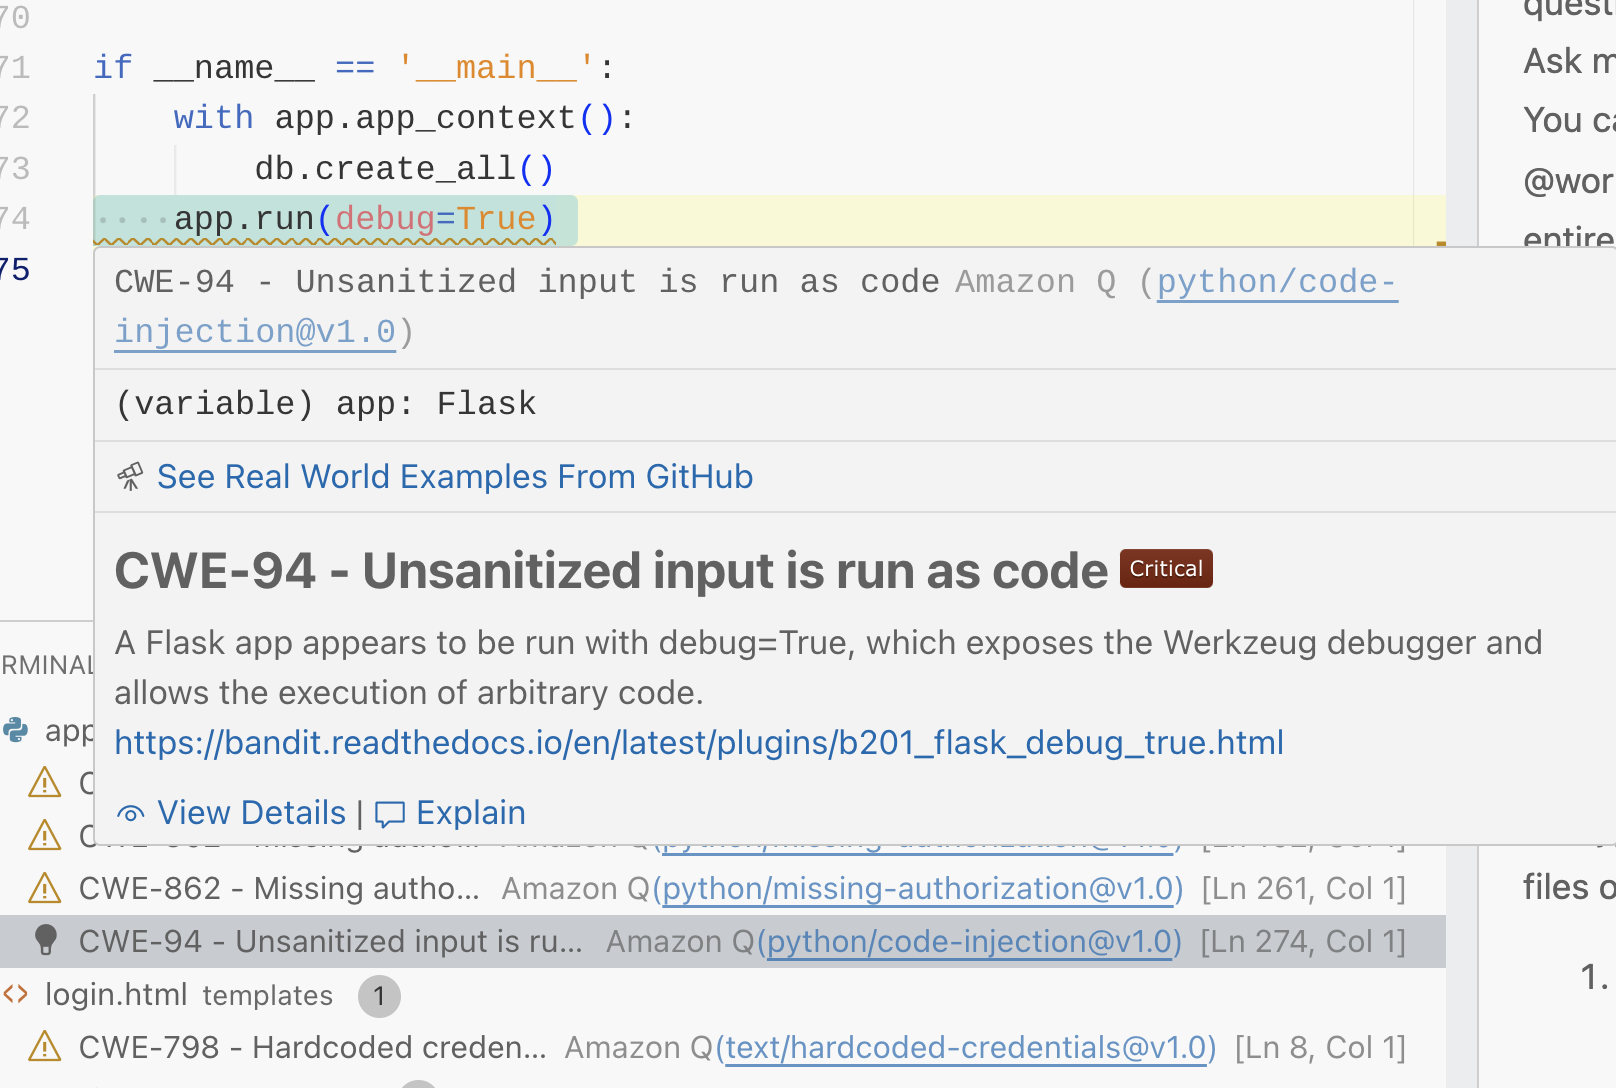 70
71 if __name__ == '__main__':
72 with app.app_context():
73 db.create_all()
74 ····app.run(debug=True)
75
CWE-94 - Unsanitized input is run as code Amazon Q (python/code-
injection@v1.0)
(variable) app: Flask
See Real World Examples From GitHub
CWE-94 - Unsanitized input is run as code Critical
A Flask app appears to be run with debug=True, which exposes the Werkzeug debugger and
allows the execution of arbitrary code.
https://bandit.readthedocs.io/en/latest/plugins/b201_flask_debug_true.html
View Details | Explain
RMINAL
app
CWE-862 - Missing autho... Amazon Q(python/missing-authorization@v1.0) [Ln 261, Col 1]
CWE-94 - Unsanitized input is ru... Amazon Q(python/code-injection@v1.0) [Ln 274, Col 1]
login.html templates 1
CWE-798 - Hardcoded creden... Amazon Q(text/hardcoded-credentials@v1.0) [Ln 8, Col 1]
questi
Ask m
You ca
@wor
entire
files o
1.